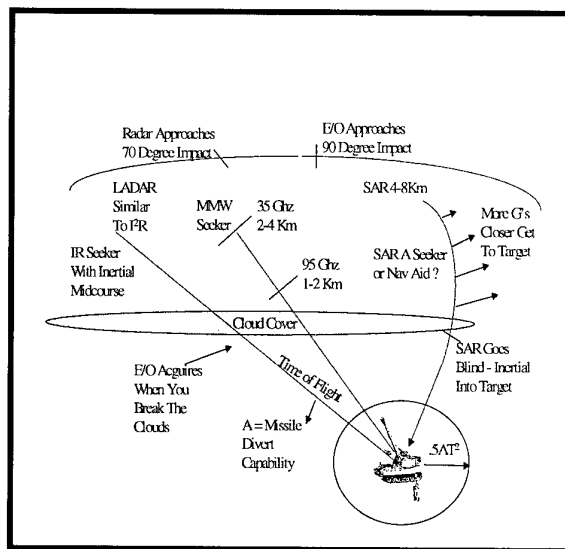 Radar Approaches
70 Degree Impact
E/O Approaches
90 Degree Impact
LADAR
Similar
To I²R
MMW
Seeker
35 Ghz
2-4 Km
SAR 4-8Km
More G's
Closer Get
To Target
IR Seeker
With Inertial
Midcourse
SAR A Seeker
or Nav Aid ?
95 Ghz
1-2 Km
Cloud Cover
E/O Acquires
When You
Break The
Clouds
Time of Flight
SAR Goes
Blind - Inertial
Into Target
A = Missile
Divert
Capability
.5AT²